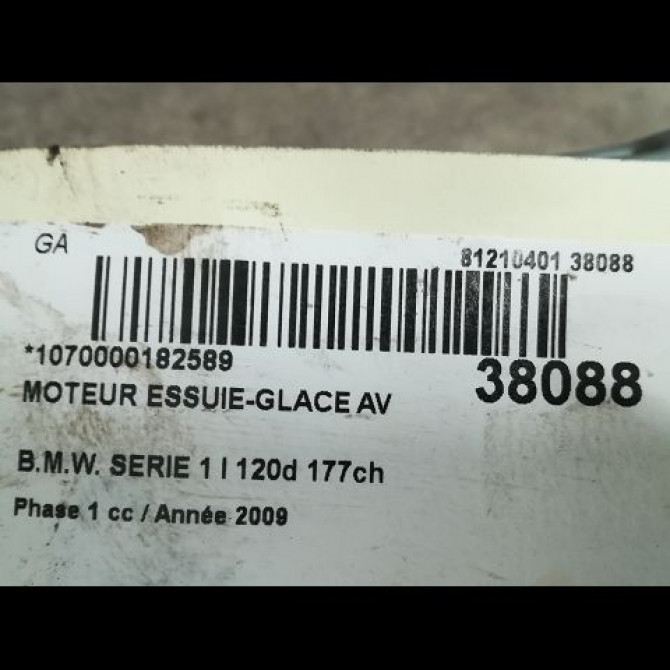 GA
81210401 38088
*1070000182589
38088
MOTEUR ESSUIE-GLACE AV
B.M.W. SERIE 1 I 120d 177ch
Phase 1 cc / Année 2009